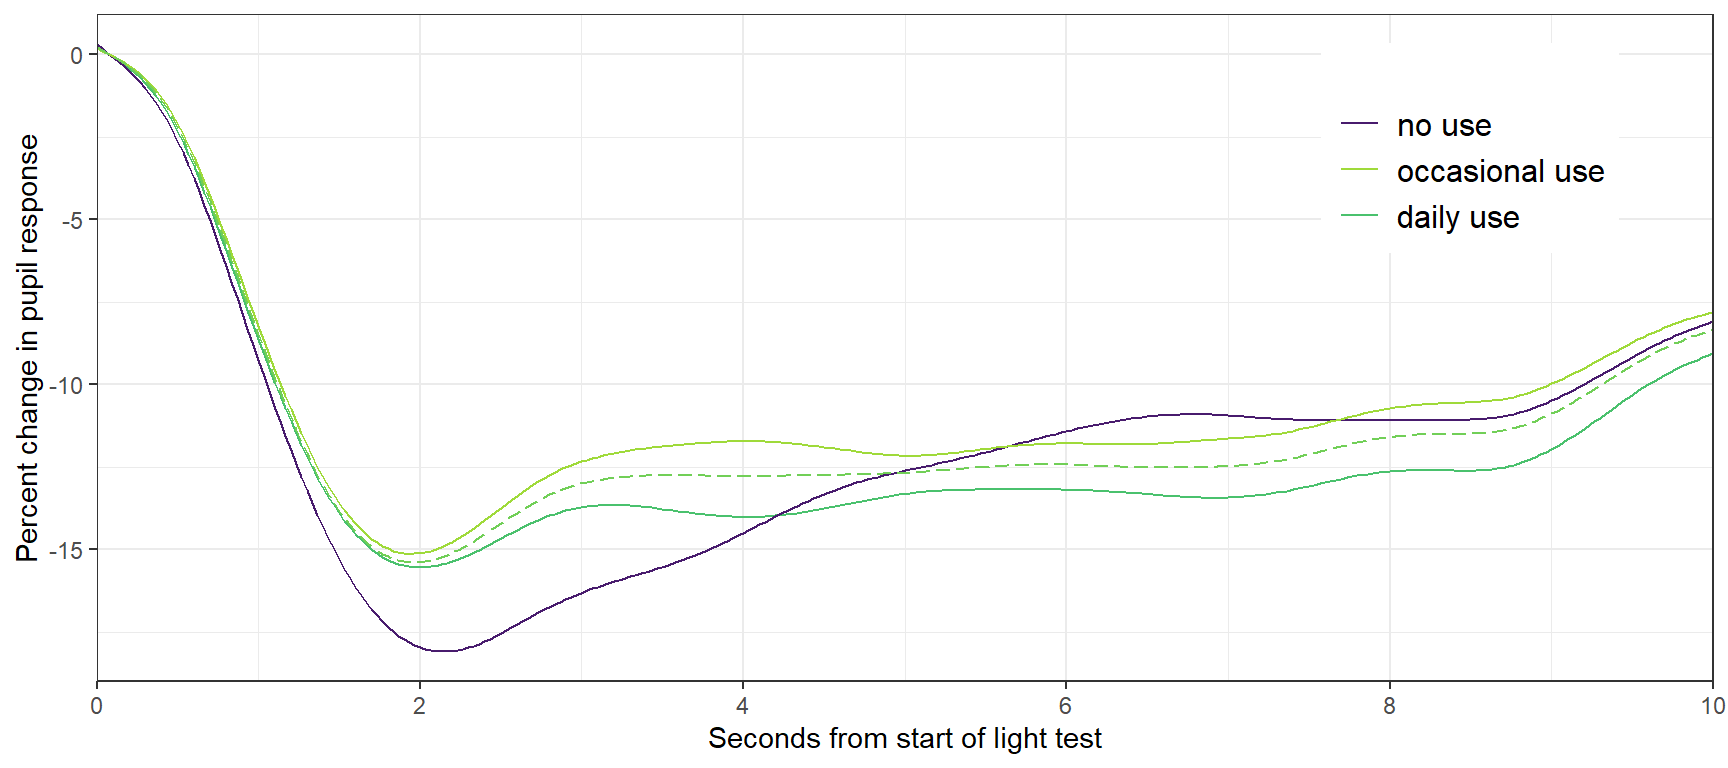 Percent change in pupil response
0
-5
-10
-15
no use
occasional use
daily use
0 2 4 6 8 10
Seconds from start of light test